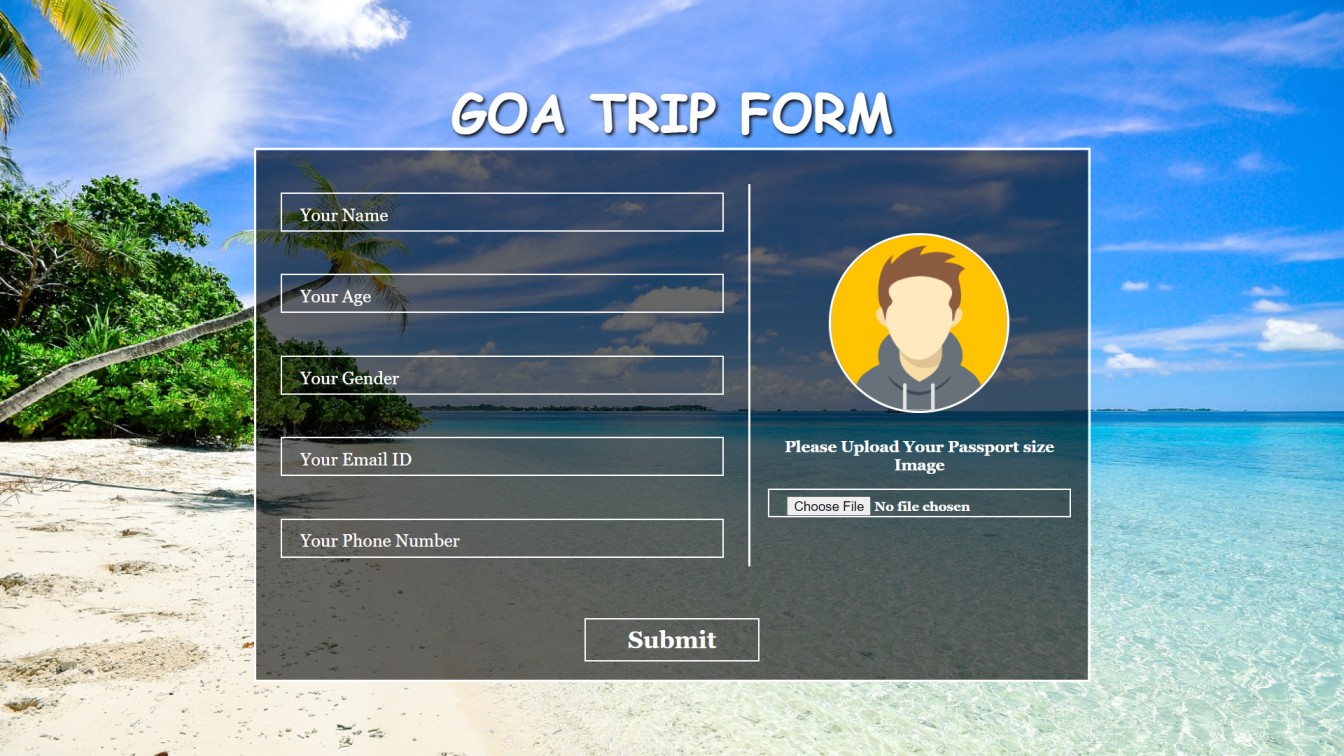 GOA TRIP FORM
Your Name
Your Age
Your Gender
Your Email ID
Your Phone Number
Please Upload Your Passport size
Image
Choose File No file chosen
Submit